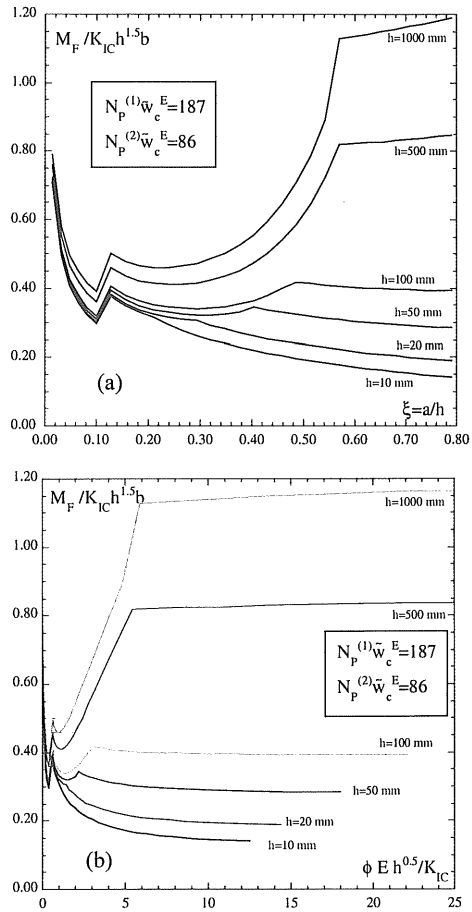 1.20
M_F /K_IC h^1.5 b
h=1000 mm
1.00
N_P^(1) w̃_c^E=187
N_P^(2) w̃_c^E=86
0.80
h=500 mm
0.60
0.40
h=100 mm
h=50 mm
0.20
(a)
h=20 mm
h=10 mm
ξ=a/h
0.00
0.00 0.10 0.20 0.30 0.40 0.50 0.60 0.70 0.80
1.20
M_F /K_IC h^1.5 b
h=1000 mm
1.00
0.80
h=500 mm
N_P^(1) w̃_c^E=187
N_P^(2) w̃_c^E=86
0.60
0.40
h=100 mm
h=50 mm
0.20
h=20 mm
h=10 mm
(b)
ϕ E h^0.5/K_IC
0.00
0 5 10 15 20 25